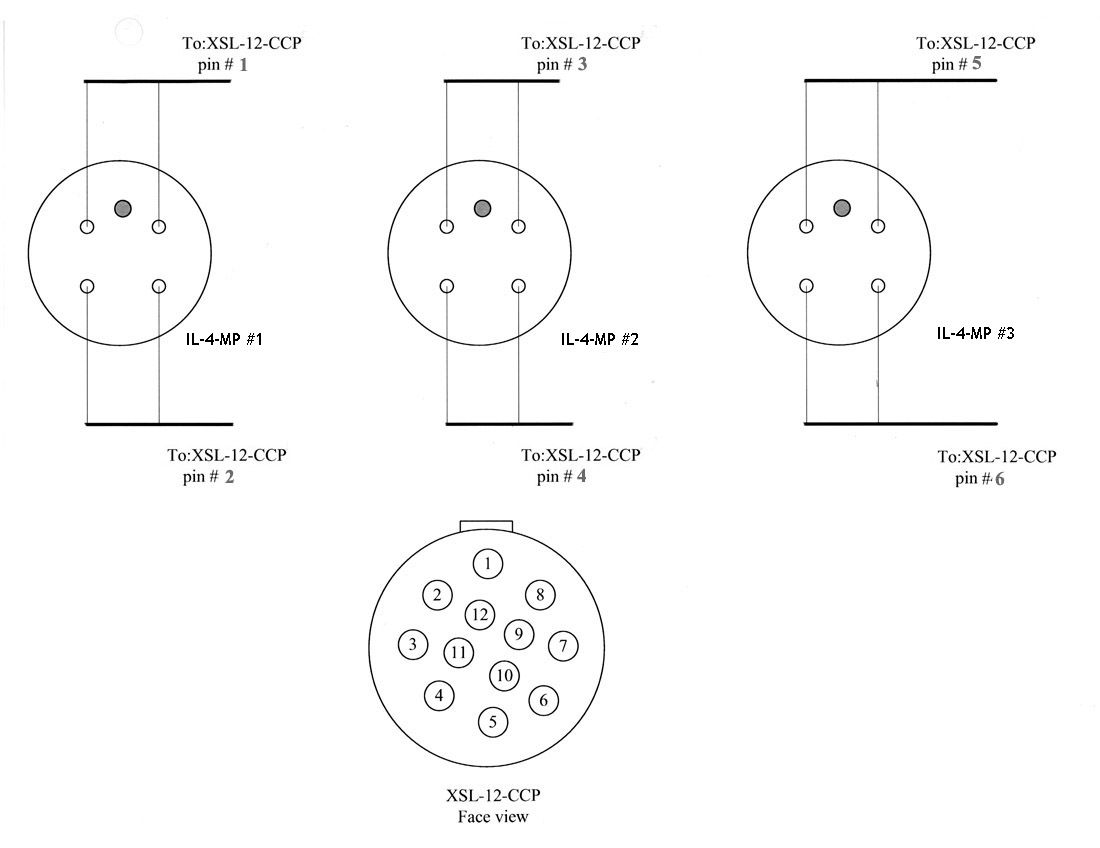 To:XSL-12-CCP
pin # 1
To:XSL-12-CCP
pin # 3
To:XSL-12-CCP
pin # 5
IL-4-MP #1
IL-4-MP #2
IL-4-MP #3
To:XSL-12-CCP
pin # 2
To:XSL-12-CCP
pin # 4
To:XSL-12-CCP
pin # 6
1
2
8
12
9
3
11
7
10
4
6
5
XSL-12-CCP
Face view